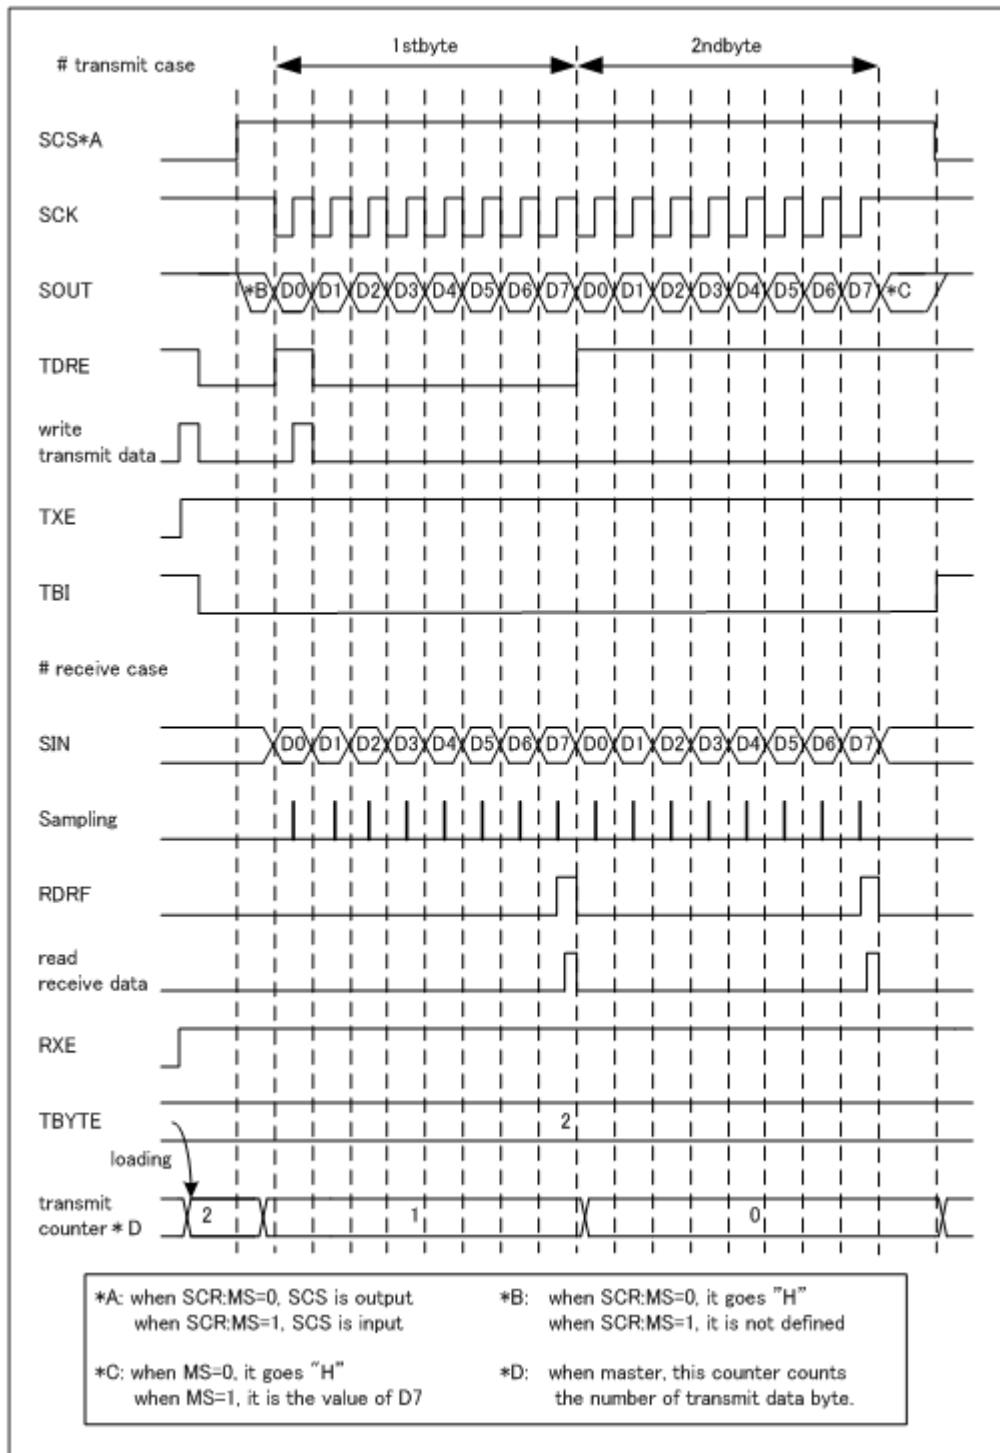 1stbyte 2ndbyte
# transmit case
SCS*A
SCK
SOUT *B D0 D1 D2 D3 D4 D5 D6 D7 D0 D1 D2 D3 D4 D5 D6 D7 *C
TDRE
write
transmit data
TXE
TBI
# receive case
SIN D0 D1 D2 D3 D4 D5 D6 D7 D0 D1 D2 D3 D4 D5 D6 D7
Sampling
RDRF
read
receive data
RXE
TBYTE 2
loading
transmit
counter * D 2 1 0
*A: when SCR:MS=0, SCS is output
when SCR:MS=1, SCS is input
*B: when SCR:MS=0, it goes "H"
when SCR:MS=1, it is not defined
*C: when MS=0, it goes "H"
when MS=1, it is the value of D7
*D: when master, this counter counts
the number of transmit data byte.